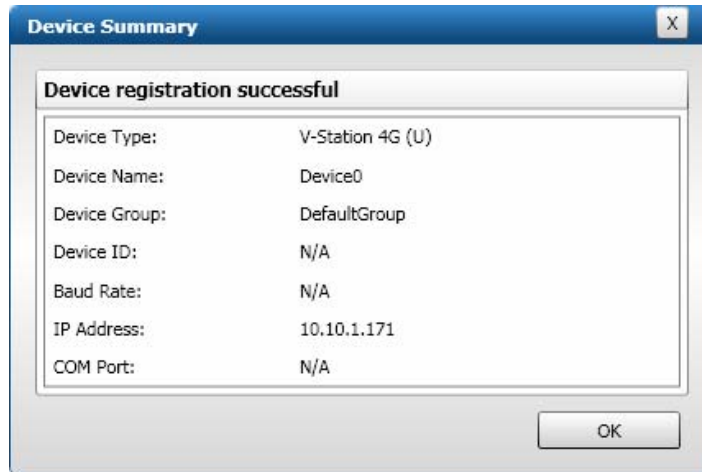 Device Summary X
Device registration successful
Device Type: V-Station 4G (U)
Device Name: Device0
Device Group: DefaultGroup
Device ID: N/A
Baud Rate: N/A
IP Address: 10.10.1.171
COM Port: N/A
OK